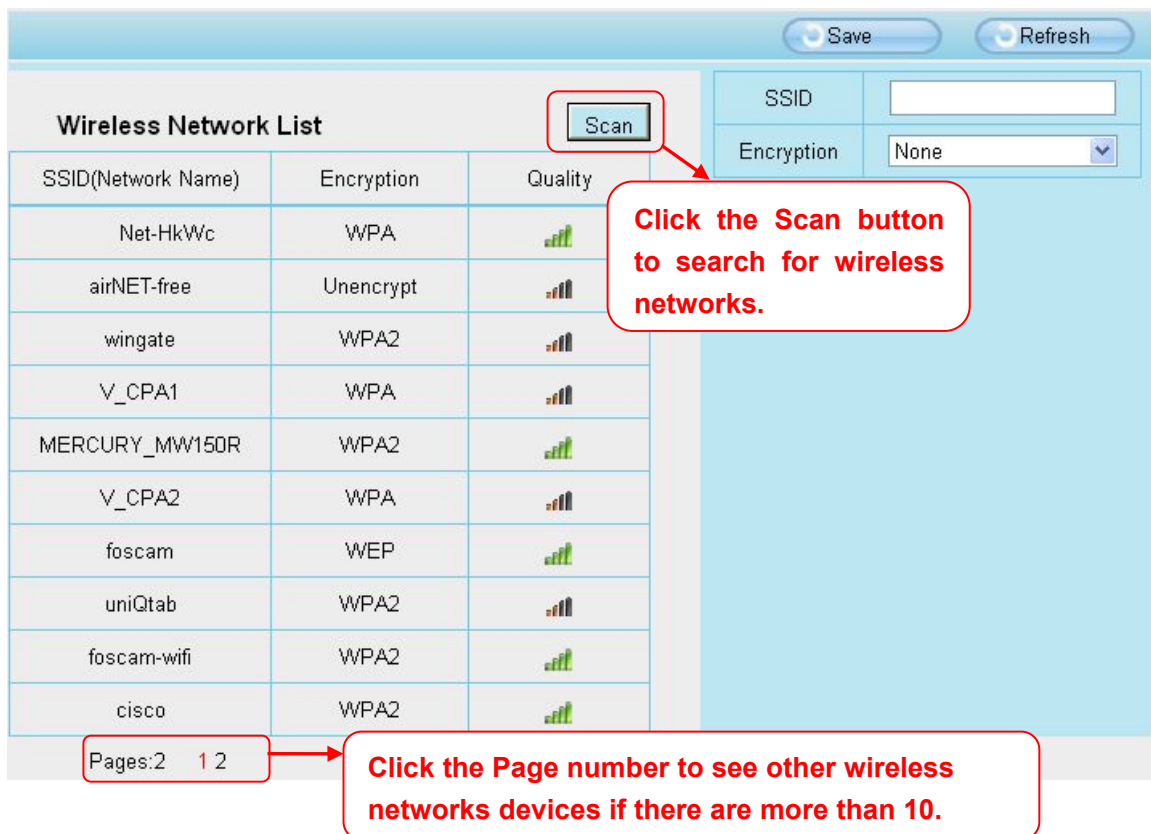 Save Refresh
Wireless Network List Scan
SSID
Encryption None
SSID(Network Name) Encryption Quality
Net-HkWc WPA
airNET-free Unencrypt
wingate WPA2
V_CPA1 WPA
MERCURY_MW150R WPA2
V_CPA2 WPA
foscam WEP
uniQtab WPA2
foscam-wifi WPA2
cisco WPA2
Pages:2 1 2
Click the Scan button
to search for wireless
networks.
Click the Page number to see other wireless
networks devices if there are more than 10.